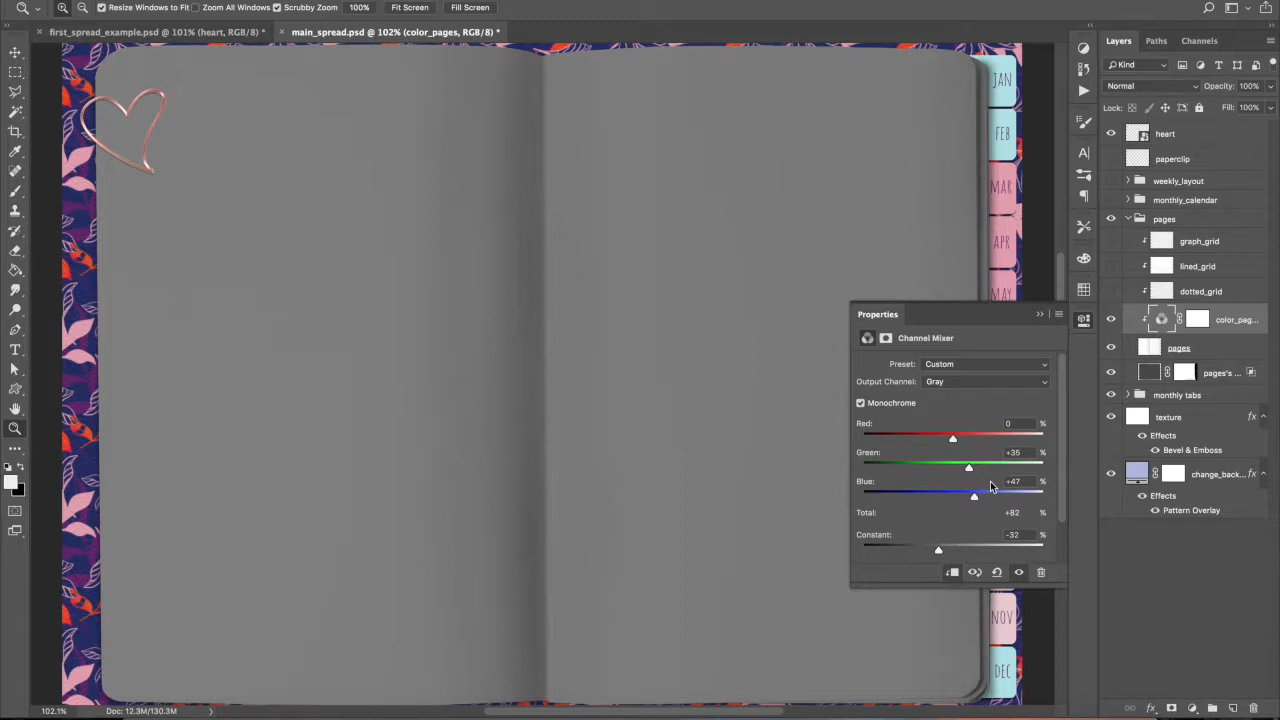 Resize Windows to Fit Zoom All Windows Scrubby Zoom 100% Fit Screen Fill Screen
first_spread_example.psd @ 101% (heart, RGB/8) * main_spread.psd @ 102% (color_pages, RGB/8) *
Layers Paths Channels
Kind
Normal Opacity: 100%
Lock: Fill: 100%
heart
paperclip
weekly_layout
monthly_calendar
pages
graph_grid
lined_grid
dotted_grid
color_pag...
pages
pages's ...
monthly tabs
texture fx
Effects
Bevel & Emboss
change_back... fx
Effects
Pattern Overlay
JAN
FEB
MAR
APR
MAY
Properties
Channel Mixer
Preset: Custom
Output Channel: Gray
Monochrome
Red: 0 %
Green: +35 %
Blue: +47 %
Total: +82 %
Constant: -32 %
NOV
DEC
102.1% Doc: 12.3M/130.3M